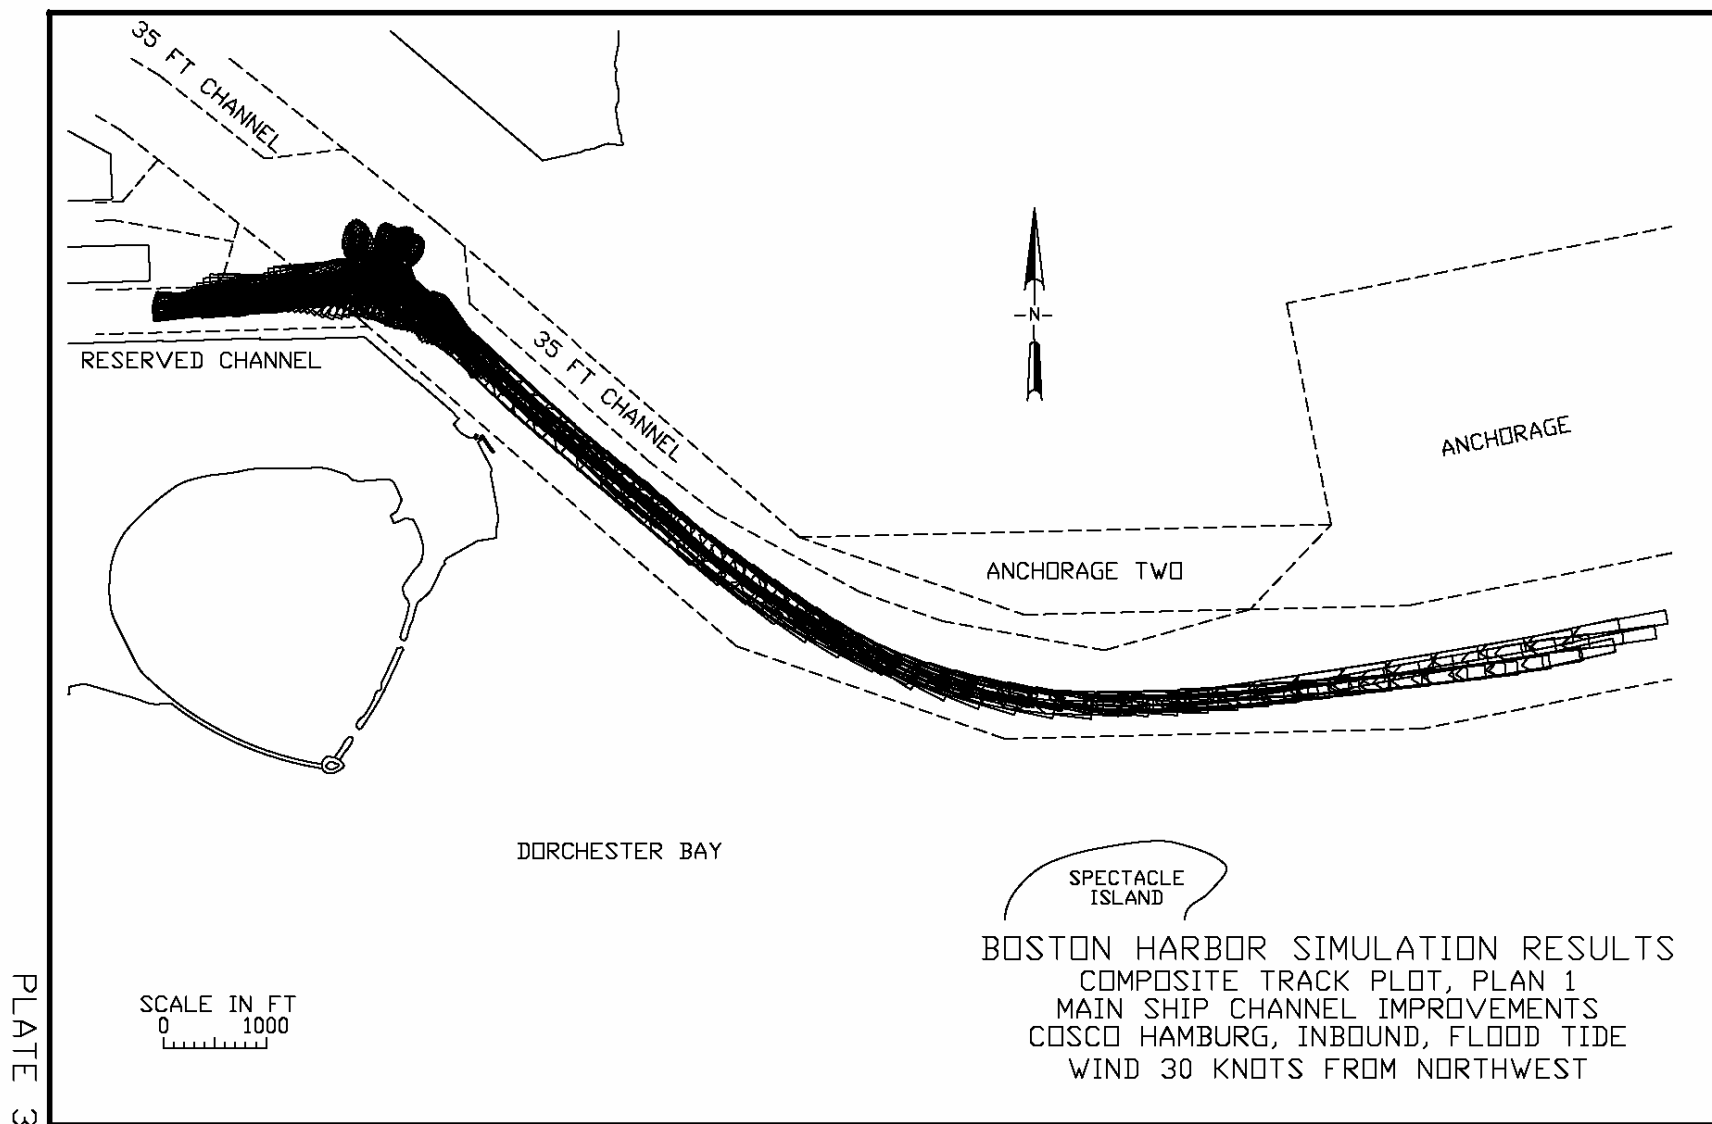 35 FT CHANNEL
RESERVED CHANNEL
35 FT CHANNEL
-N-
ANCHORAGE
ANCHORAGE TWO
DORCHESTER BAY
SPECTACLE
ISLAND
BOSTON HARBOR SIMULATION RESULTS
COMPOSITE TRACK PLOT, PLAN 1
MAIN SHIP CHANNEL IMPROVEMENTS
COSCO HAMBURG, INBOUND, FLOOD TIDE
WIND 30 KNOTS FROM NORTHWEST
SCALE IN FT
0 1000
PLATE 3